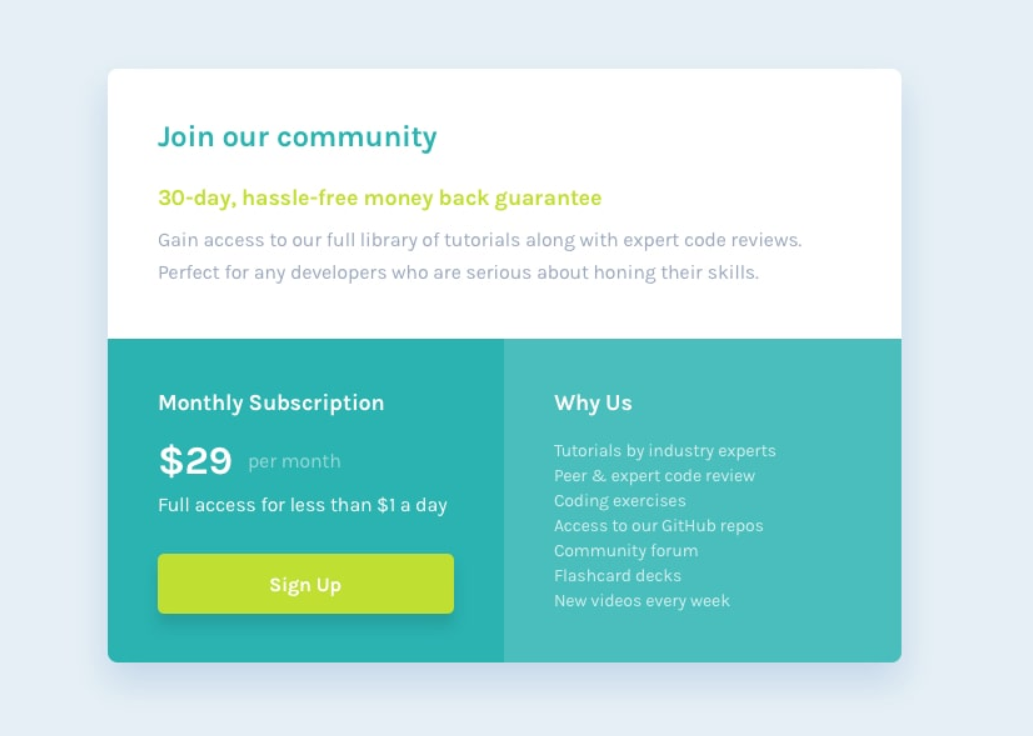 Join our community
30-day, hassle-free money back guarantee
Gain access to our full library of tutorials along with expert code reviews.
Perfect for any developers who are serious about honing their skills.
Monthly Subscription
$29 per month
Full access for less than $1 a day
Sign Up
Why Us
Tutorials by industry experts
Peer & expert code review
Coding exercises
Access to our GitHub repos
Community forum
Flashcard decks
New videos every week